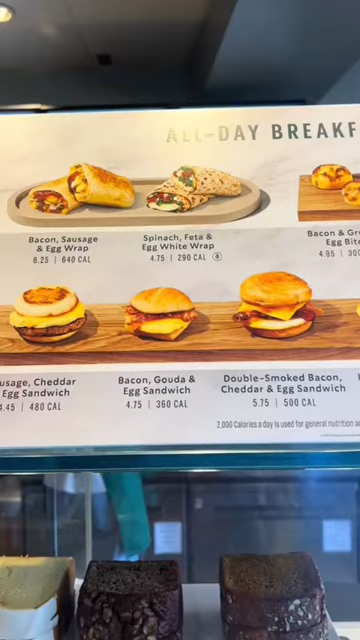 ALL-DAY BREAKF
Bacon, Sausage
& Egg Wrap
6.25 | 640 CAL
Spinach, Feta &
Egg White Wrap
4.75 | 290 CAL
Bacon & Gru
Egg Bite
4.95 | 300
usage, Cheddar
Egg Sandwich
4.45 | 480 CAL
Bacon, Gouda &
Egg Sandwich
4.75 | 360 CAL
Double-Smoked Bacon,
Cheddar & Egg Sandwich
5.75 | 500 CAL
2,000 Calories a day is used for general nutrition a